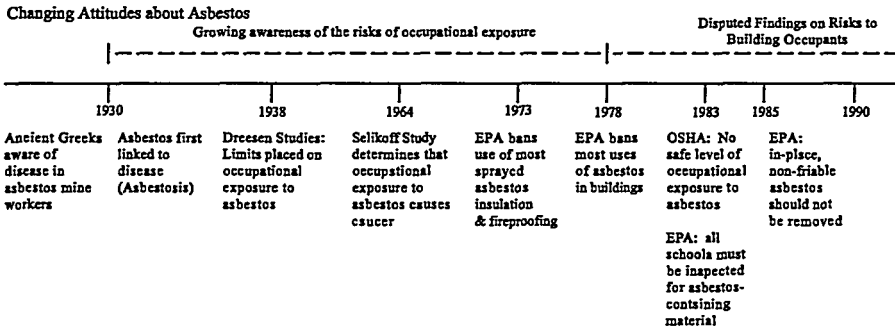 Changing Attitudes about Asbestos
Growing awareness of the risks of occupational exposure
Disputed Findings on Risks to
Building Occupants
1930
1938
1964
1973
1978
1983
1985
1990
Ancient Greeks
aware of
disease in
asbestos mine
workers
Asbestos first
linked to
disease
(Asbestosis)
Dreesen Studies:
Limits placed on
occupational
exposure to
asbestos
Selikoff Study
determines that
occupstional
exposure to
asbestos causes
csucer
EPA bans
use of most
sprayed
asbestos
insulation
& fireproofing
EPA bans
most uses
of asbestos
in buildings
OSHA: No
safe level of
occupational
exposure to
asbestos
EPA: all
schoola must
be inspected
for asbestos-
contsining
material
EPA:
in-plsce,
non-friable
asbestos
should not
be removed